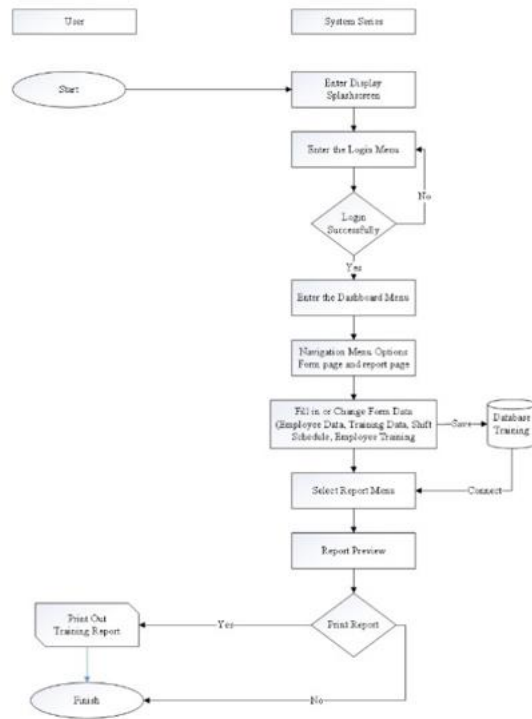 User
System Series
Start
Enter Display
Splashscreen
Enter the Login Menu
No
Login
Successfully
Yes
Enter the Dashboard Menu
Navigation Menu Options
Form page and report page
Fill in or Change Form Data
(Employee Data, Training Data, Shift
Schedule, Employee Training
Save
Database
Training
Select Report Menu
Connect
Report Preview
Print Out
Training Report
Yes
Print Report
Finish
No